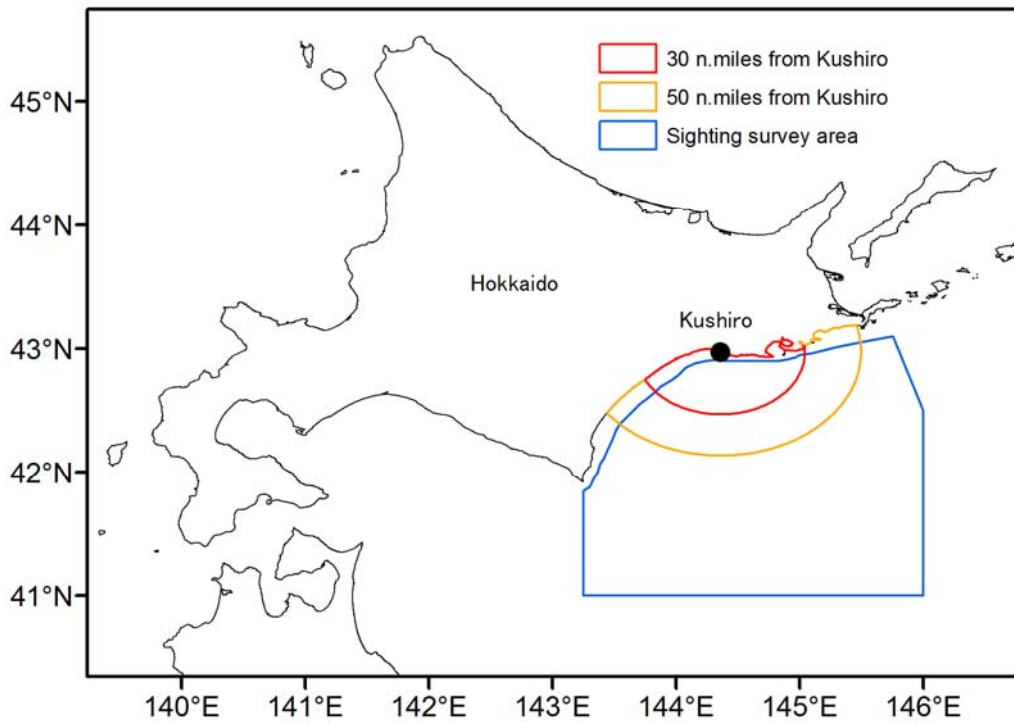 30 n.miles from Kushiro
50 n.miles from Kushiro
Sighting survey area
45°N
44°N
Hokkaido
Kushiro
43°N
42°N
41°N
140°E 141°E 142°E 143°E 144°E 145°E 146°E